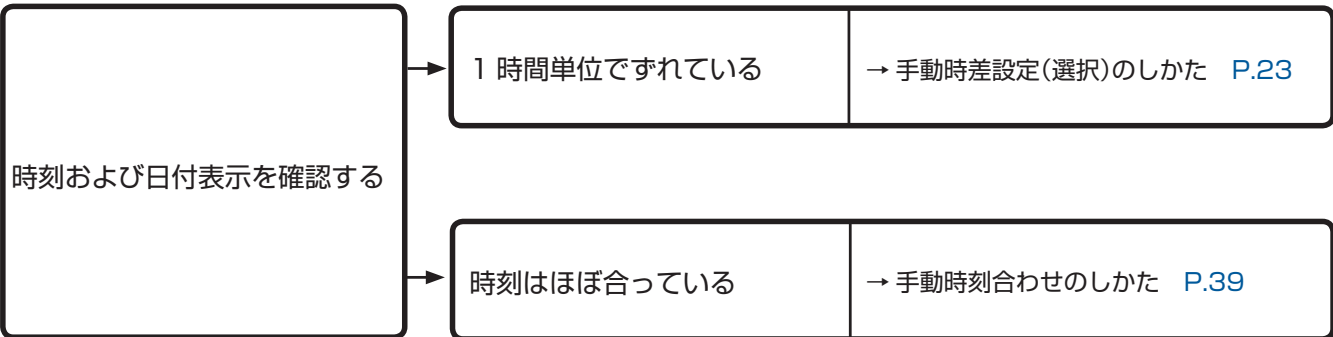 時刻および日付表示を確認する
1 時間単位でずれている
→ 手動時差設定(選択)のしかた P.23
時刻はほぼ合っている
→ 手動時刻合わせのしかた P.39